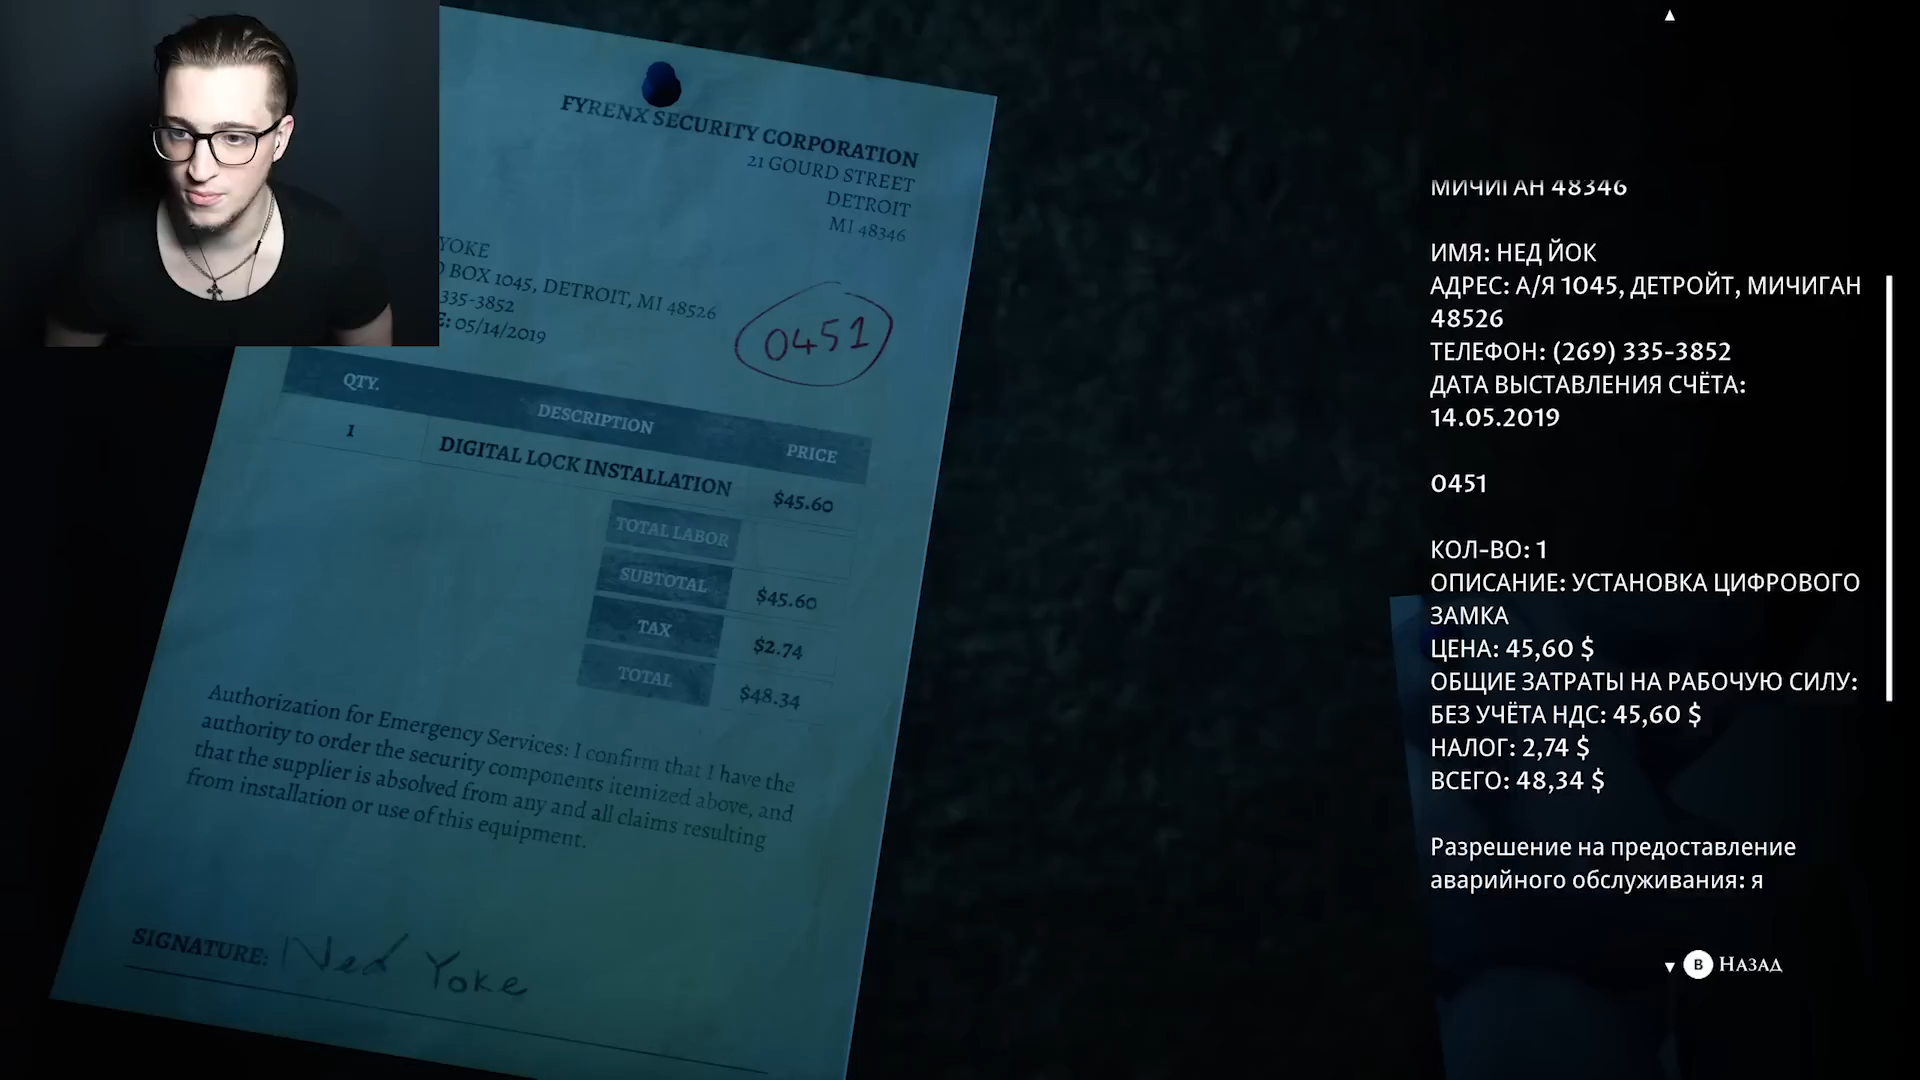 FYRENX SECURITY CORPORATION
21 GOURD STREET
DETROIT
MI 48346
YOKE
BOX 1045, DETROIT, MI 48526
335-3852
E: 05/14/2019
0451
QTY. DESCRIPTION PRICE
1 DIGITAL LOCK INSTALLATION $45.60
TOTAL LABOR
SUBTOTAL $45.60
TAX $2.74
TOTAL $48.34
Authorization for Emergency Services: I confirm that I have the
authority to order the security components itemized above, and
that the supplier is absolved from any and all claims resulting
from installation or use of this equipment.
SIGNATURE: Ned Yoke
МИЧИГАН 48346
ИМЯ: НЕД ЙОК
АДРЕС: А/Я 1045, ДЕТРОЙТ, МИЧИГАН
48526
ТЕЛЕФОН: (269) 335-3852
ДАТА ВЫСТАВЛЕНИЯ СЧЁТА:
14.05.2019
0451
КОЛ-ВО: 1
ОПИСАНИЕ: УСТАНОВКА ЦИФРОВОГО
ЗАМКА
ЦЕНА: 45,60 $
ОБЩИЕ ЗАТРАТЫ НА РАБОЧУЮ СИЛУ:
БЕЗ УЧЁТА НДС: 45,60 $
НАЛОГ: 2,74 $
ВСЕГО: 48,34 $
Разрешение на предоставление
аварийного обслуживания: я
B НАЗАД